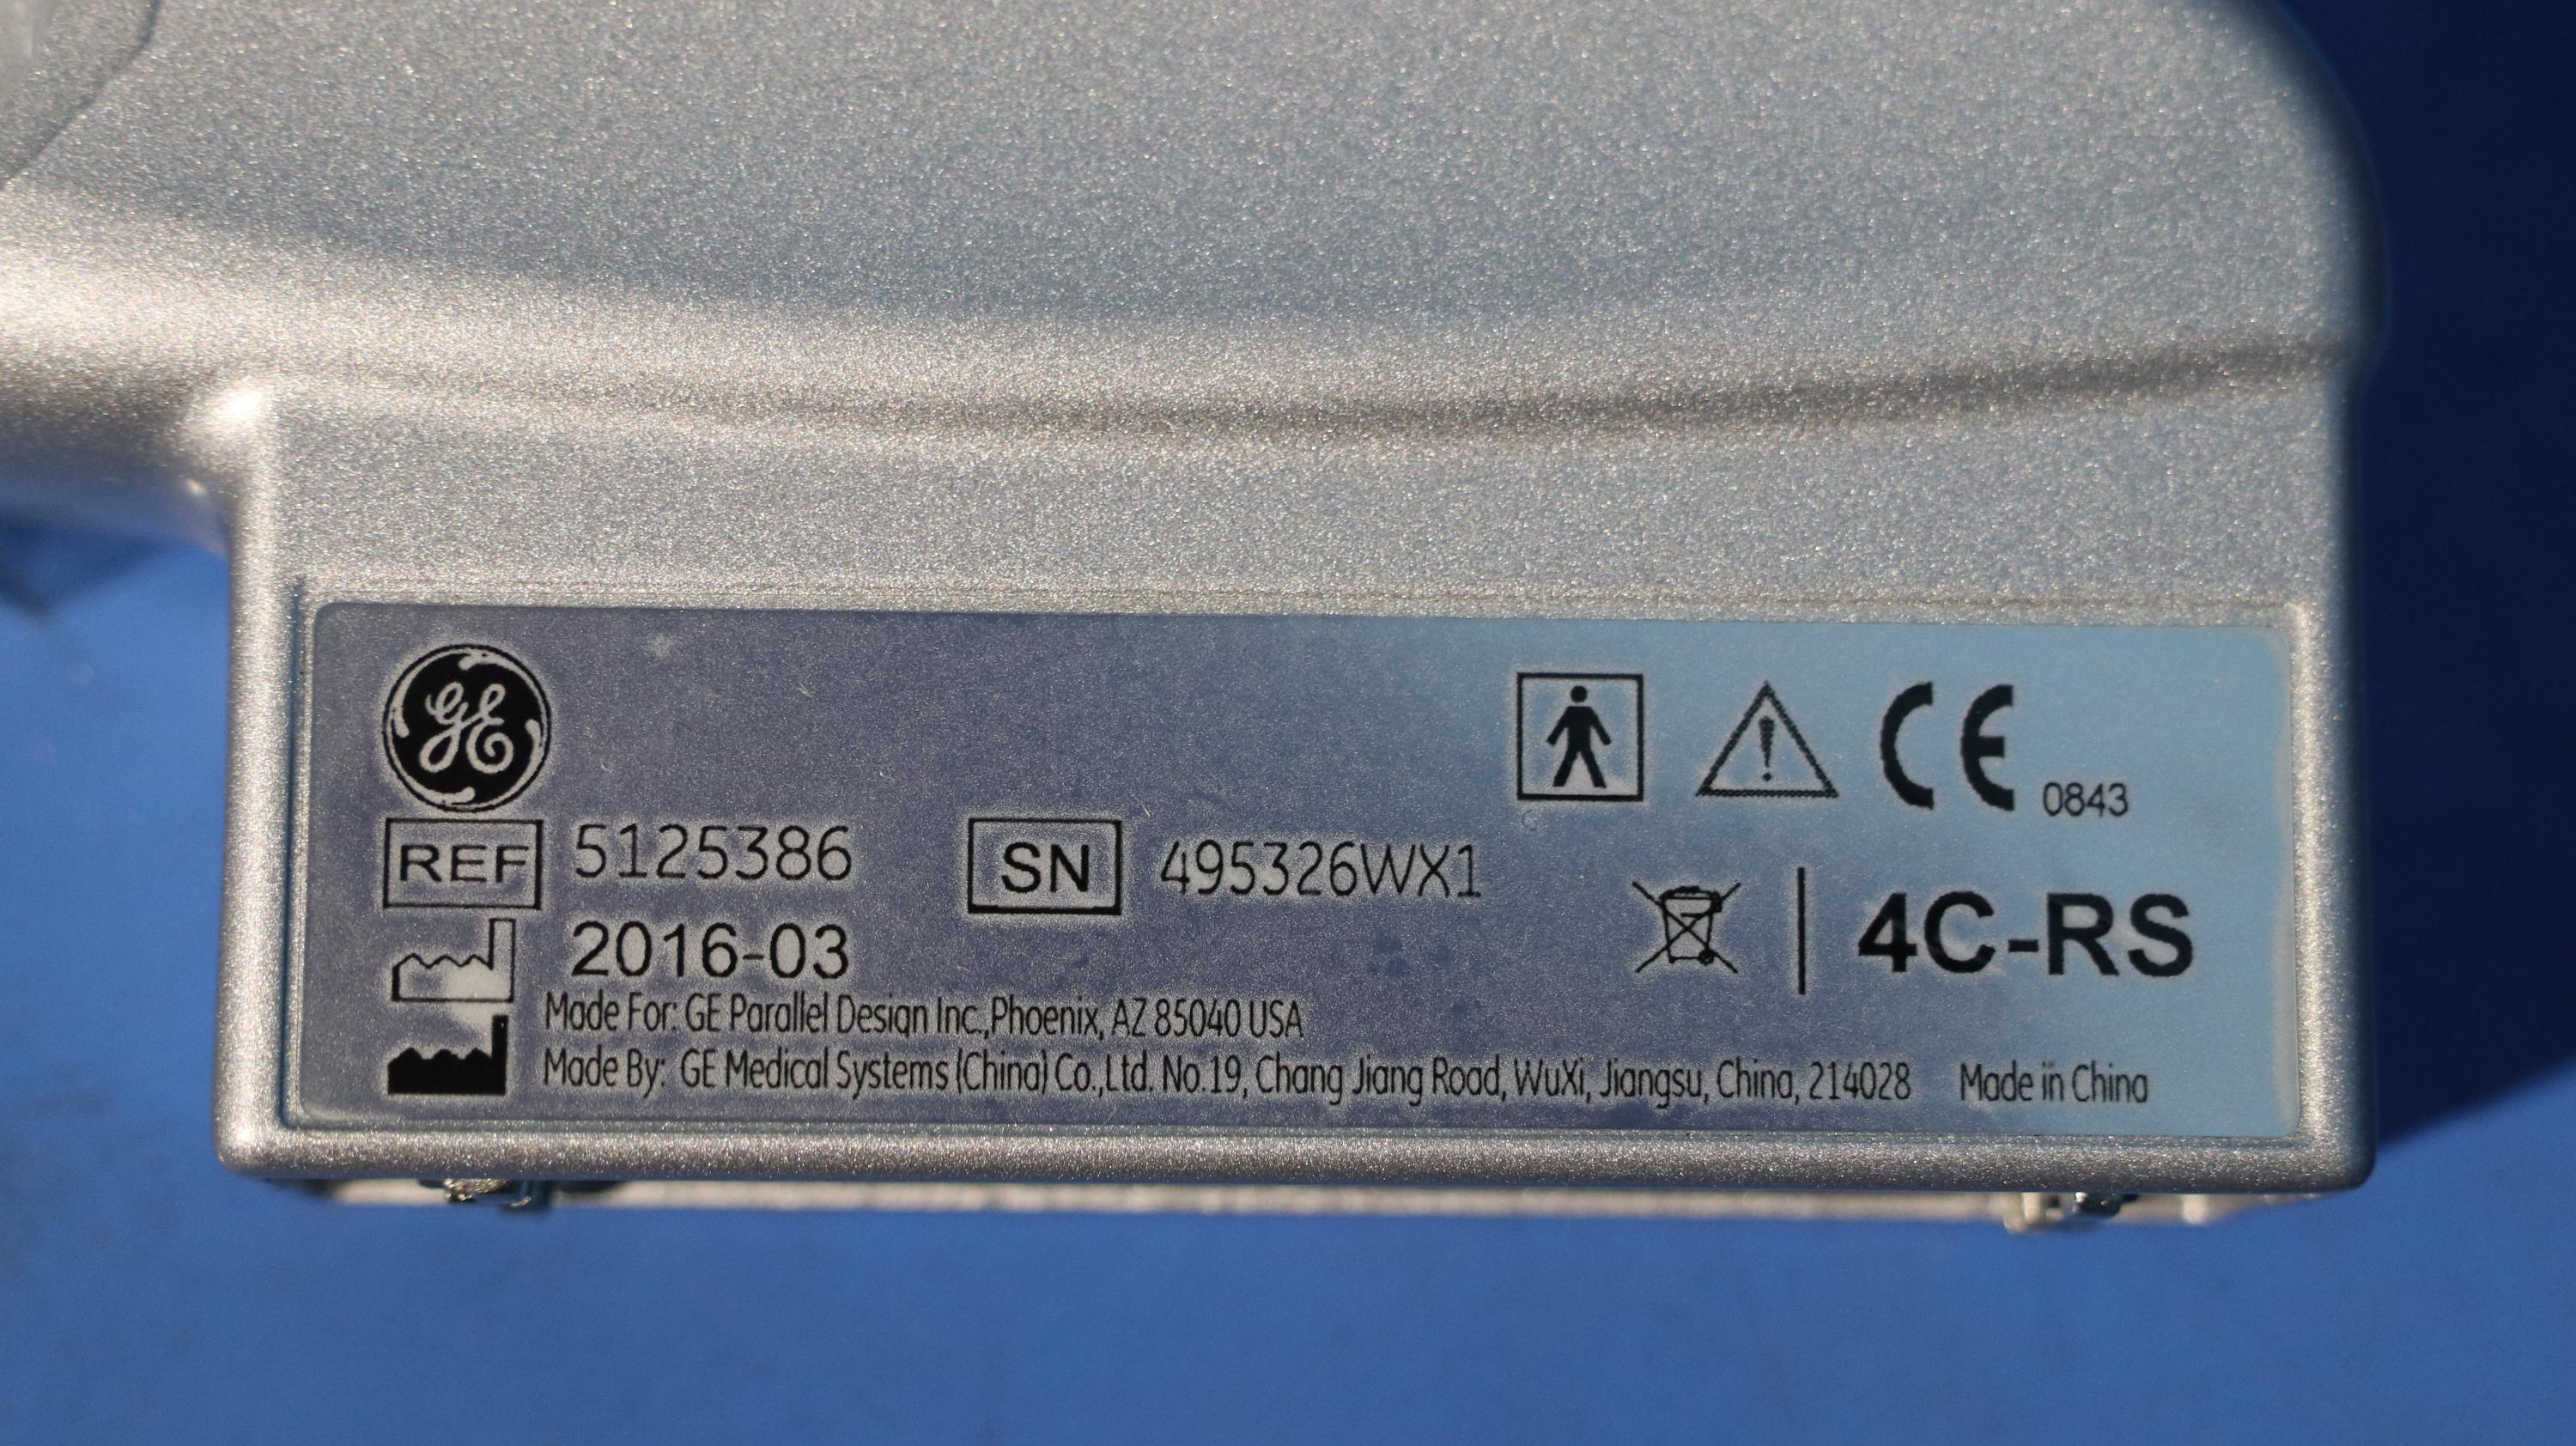 GE
CE 0843
REF 5125386 SN 495326WX1
4C-RS
2016-03
Made For: GE Parallel Design Inc.,Phoenix, AZ 85040 USA
Made By: GE Medical Systems (China) Co.,Ltd. No.19, Chang Jiang Road, WuXi, Jiangsu, China, 214028 Made in China